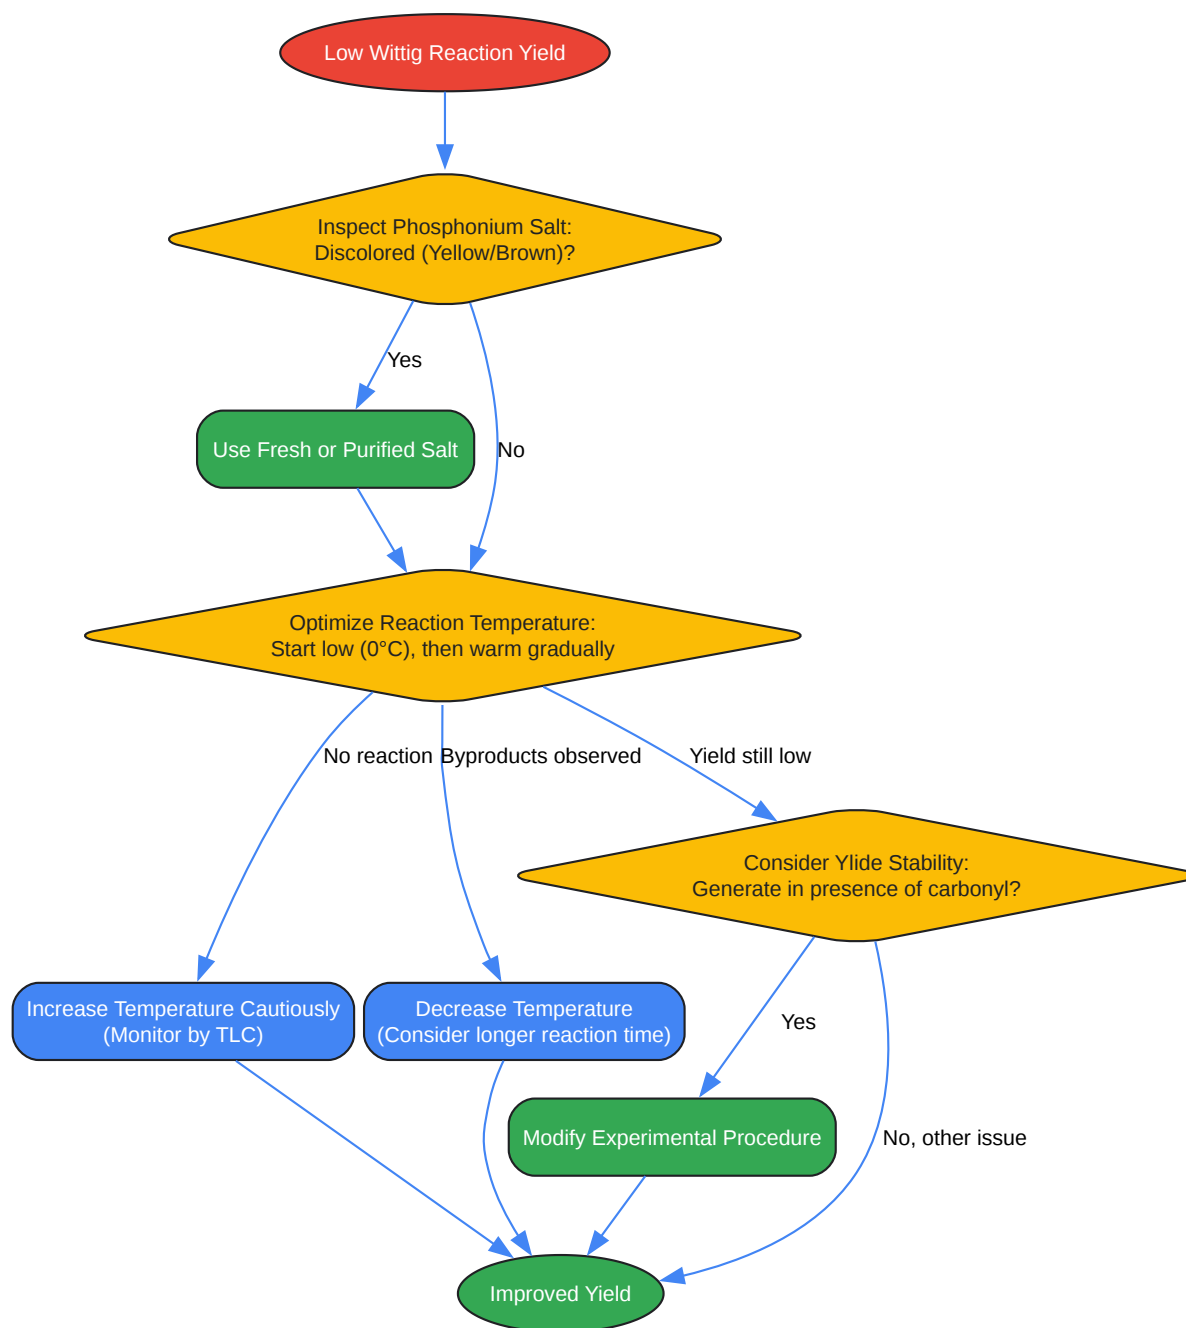 Low Wittig Reaction Yield
Inspect Phosphonium Salt:
Discolored (Yellow/Brown)?
Yes
Use Fresh or Purified Salt
No
Optimize Reaction Temperature:
Start low (0°C), then warm gradually
No reaction
Byproducts observed
Yield still low
Consider Ylide Stability:
Generate in presence of carbonyl?
Increase Temperature Cautiously
(Monitor by TLC)
Decrease Temperature
(Consider longer reaction time)
Yes
Modify Experimental Procedure
No, other issue
Improved Yield